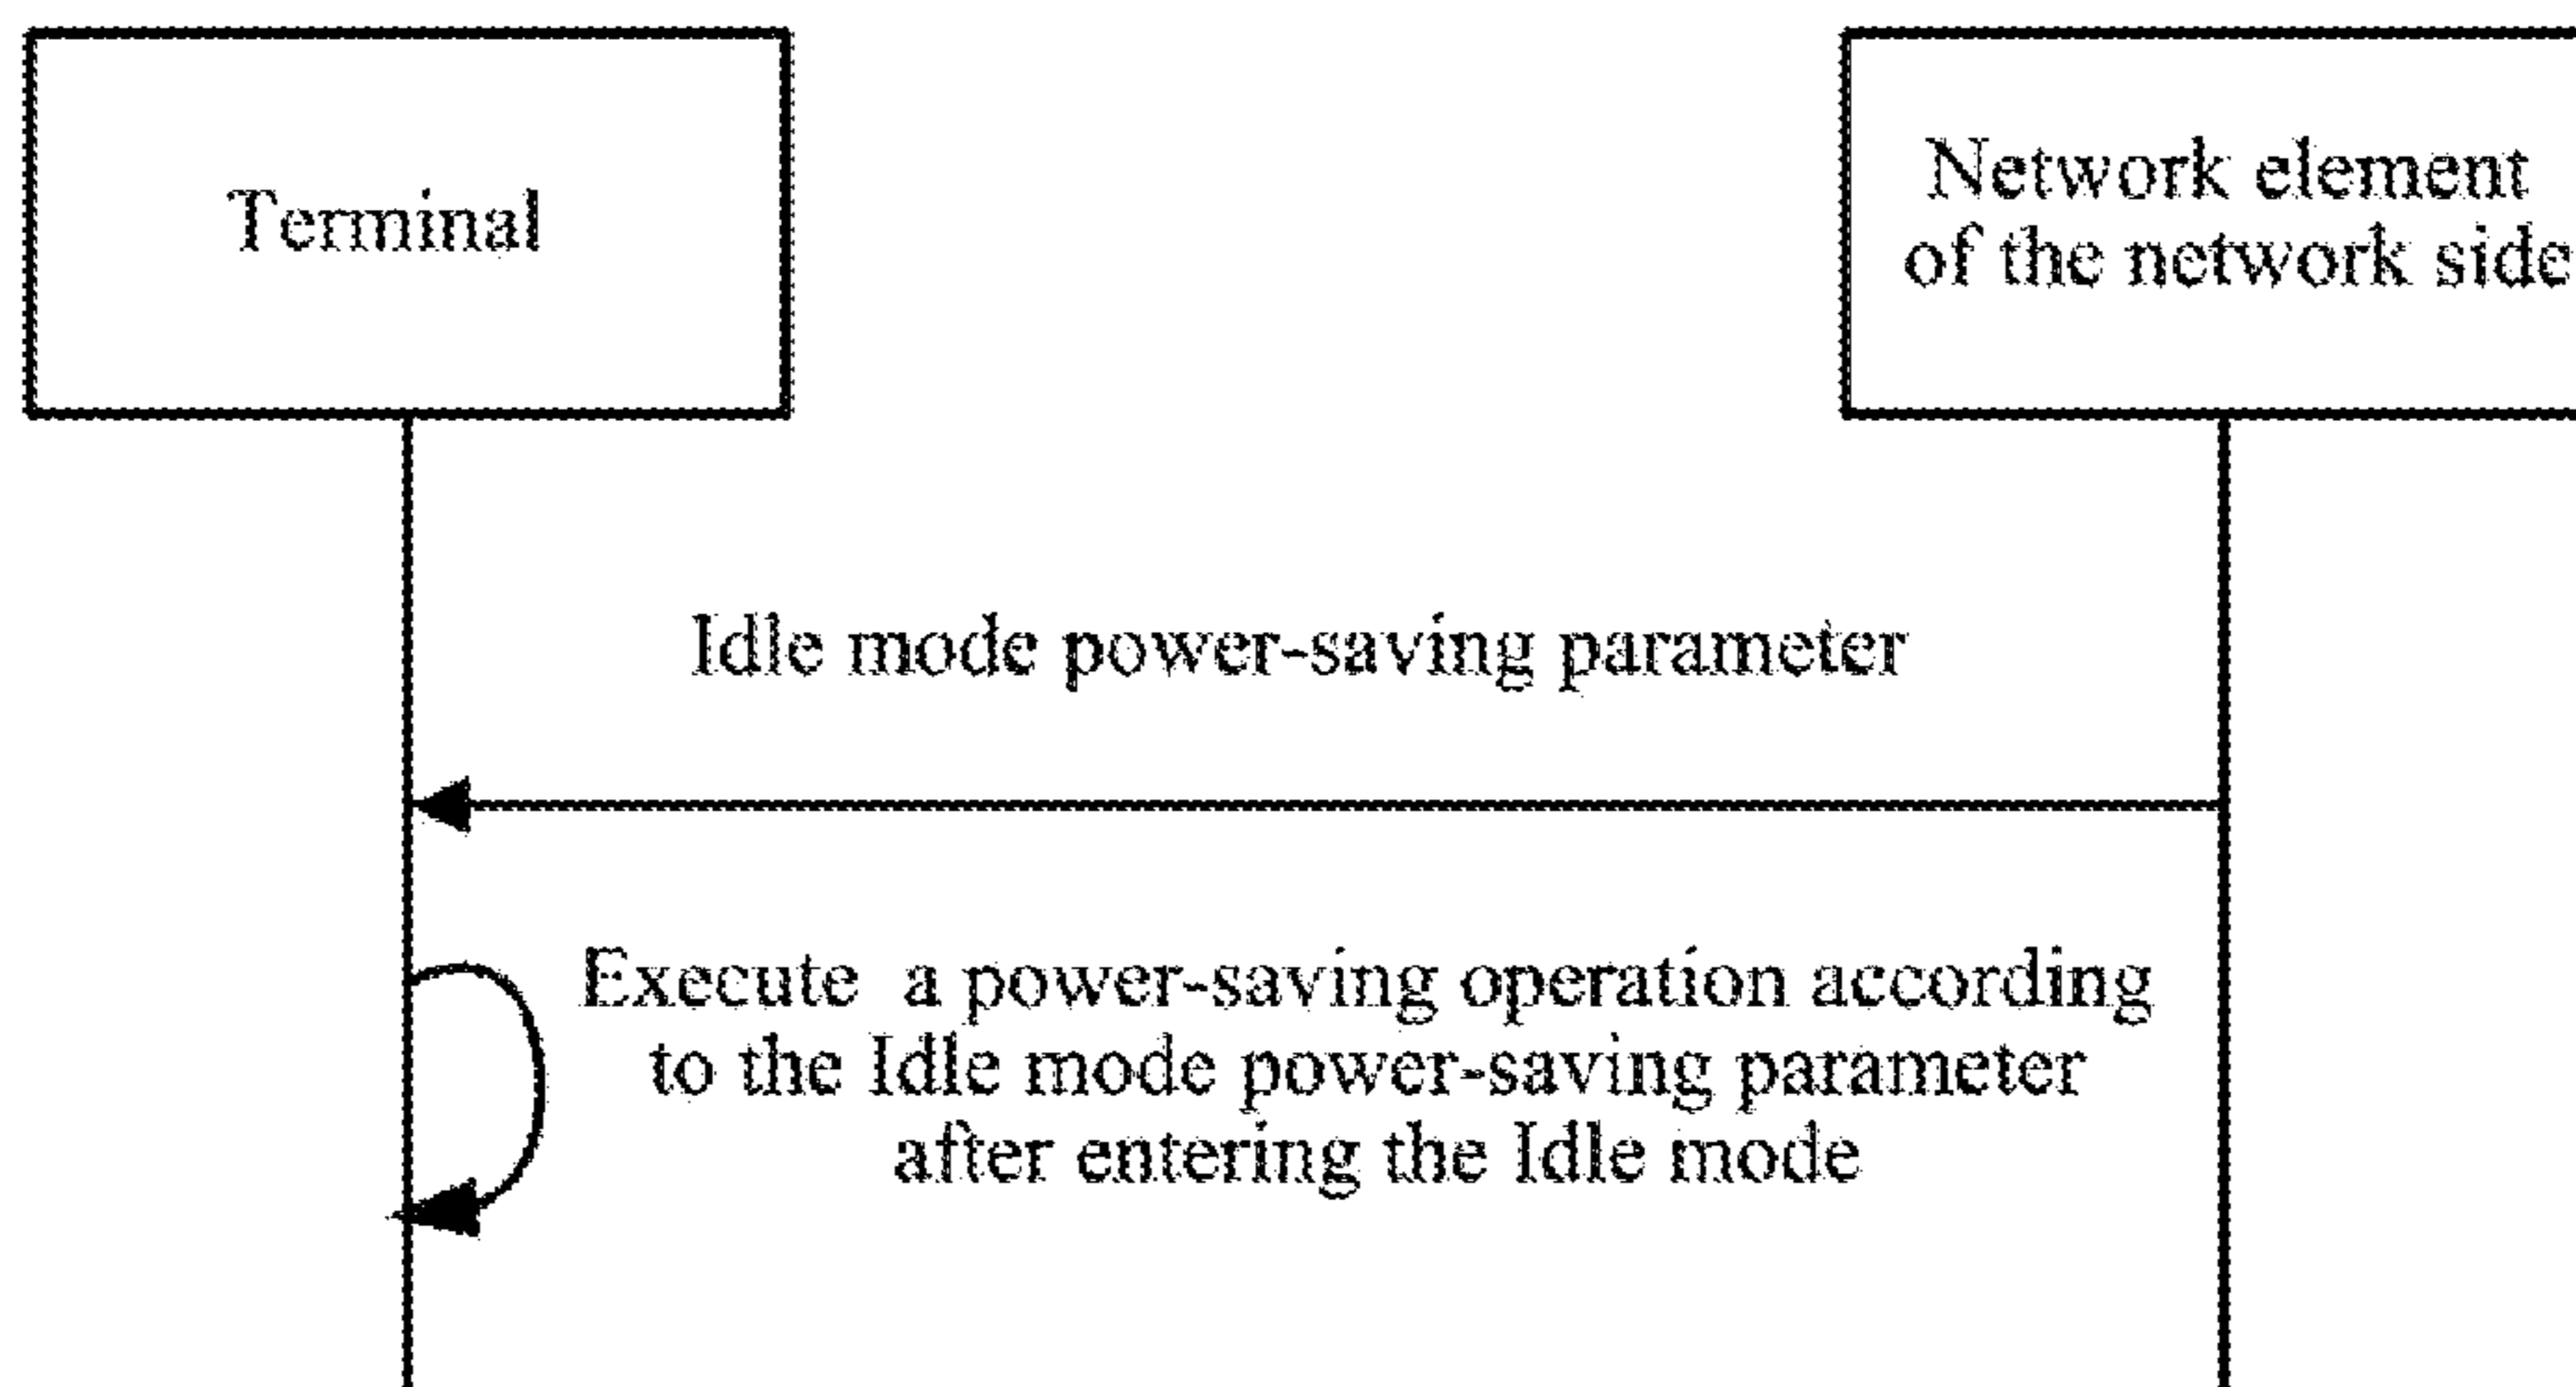 Terminal
Network element
of the network side
Idle mode power-saving parameter
Execute a power-saving operation according
to the Idle mode power-saving parameter
after entering the Idle mode